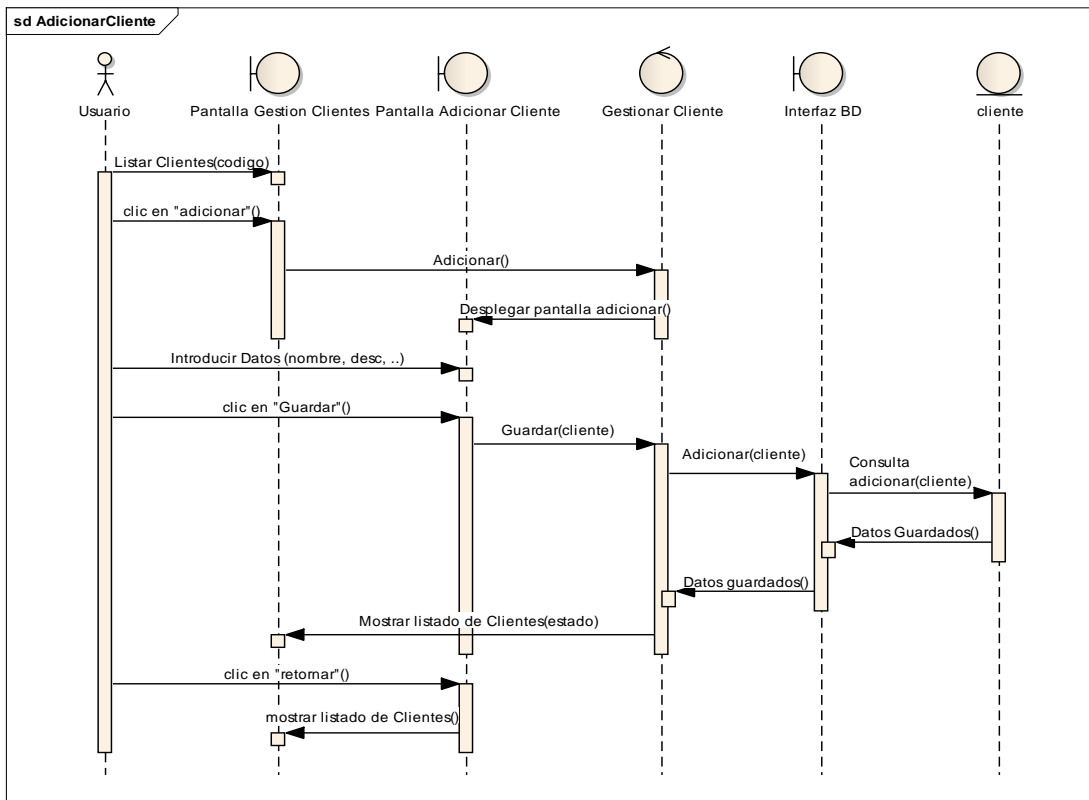 sd AdicionarCliente
Usuario
Pantalla Gestion Clientes
Pantalla Adicionar Cliente
Gestionar Cliente
Interfaz BD
cliente
Listar Clientes(codigo)
clic en "adicionar"()
Adicionar()
Desplegar pantalla adicionar()
Introducir Datos (nombre, desc, ..)
clic en "Guardar"()
Guardar(cliente)
Adicionar(cliente)
Consulta
adicionar(cliente)
Datos Guardados()
Datos guardados()
Mostrar listado de Clientes(estado)
clic en "retornar"()
mostrar listado de Clientes()